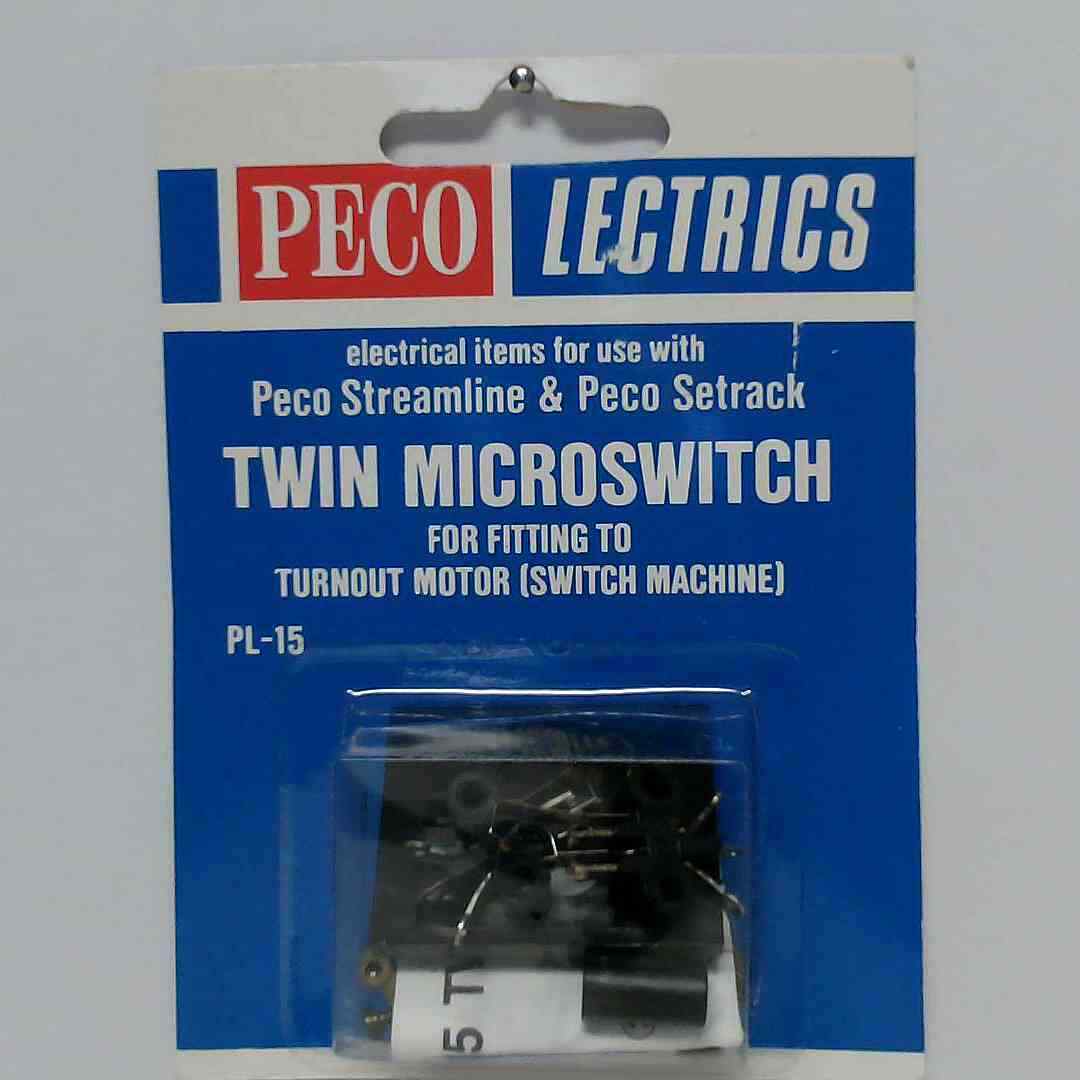 PECO LECTRICS
electrical items for use with
Peco Streamline & Peco Setrack
TWIN MICROSWITCH
FOR FITTING TO
TURNOUT MOTOR (SWITCH MACHINE)
PL-15
5 T